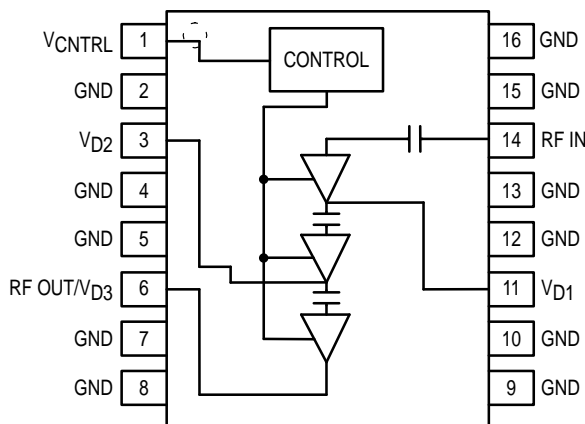 VCNTRL 1
GND 2
VD2 3
GND 4
GND 5
RF OUT/VD3 6
GND 7
GND 8
CONTROL
16 GND
15 GND
14 RF IN
13 GND
12 GND
11 VD1
10 GND
9 GND